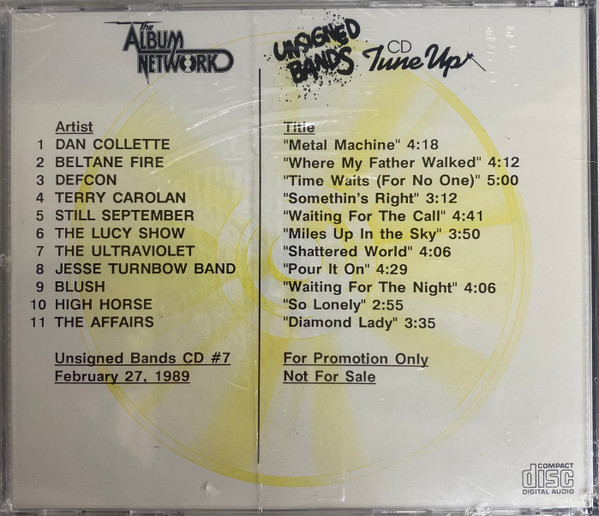 the ALBUM NETWORK
UNSIGNED BANDS
CD Tune Up
Artist Title
1 DAN COLLETTE "Metal Machine" 4:18
2 BELTANE FIRE "Where My Father Walked" 4:12
3 DEFCON "Time Waits (For No One)" 5:00
4 TERRY CAROLAN "Somethin's Right" 3:12
5 STILL SEPTEMBER "Waiting For The Call" 4:41
6 THE LUCY SHOW "Miles Up In the Sky" 3:50
7 THE ULTRAVIOLET "Shattered World" 4:06
8 JESSE TURNBOW BAND "Pour It On" 4:29
9 BLUSH "Waiting For The Night" 4:06
10 HIGH HORSE "So Lonely" 2:55
11 THE AFFAIRS "Diamond Lady" 3:35
Unsigned Bands CD #7 For Promotion Only
February 27, 1989 Not For Sale
COMPACT
disc
DIGITAL AUDIO